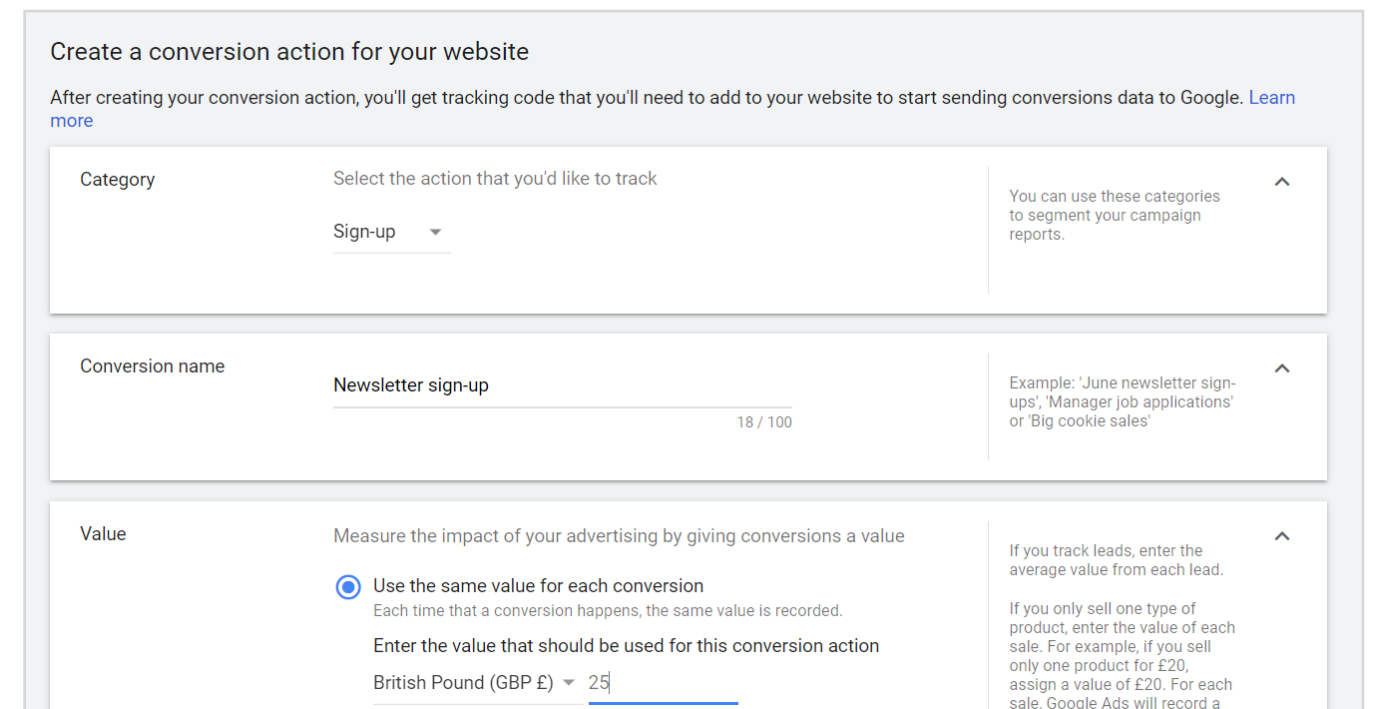 Create a conversion action for your website
After creating your conversion action, you'll get tracking code that you'll need to add to your website to start sending conversions data to Google. Learn
more
Category
Select the action that you'd like to track
Sign-up
You can use these categories
to segment your campaign
reports.
Conversion name
Newsletter sign-up
18 / 100
Example: 'June newsletter sign-
ups', 'Manager job applications'
or 'Big cookie sales'
Value
Measure the impact of your advertising by giving conversions a value
Use the same value for each conversion
Each time that a conversion happens, the same value is recorded.
Enter the value that should be used for this conversion action
British Pound (GBP £)
25
If you track leads, enter the
average value from each lead.
If you only sell one type of
product, enter the value of each
sale. For example, if you sell
only one product for £20,
assign a value of £20. For each
sale, Google Ads will record a